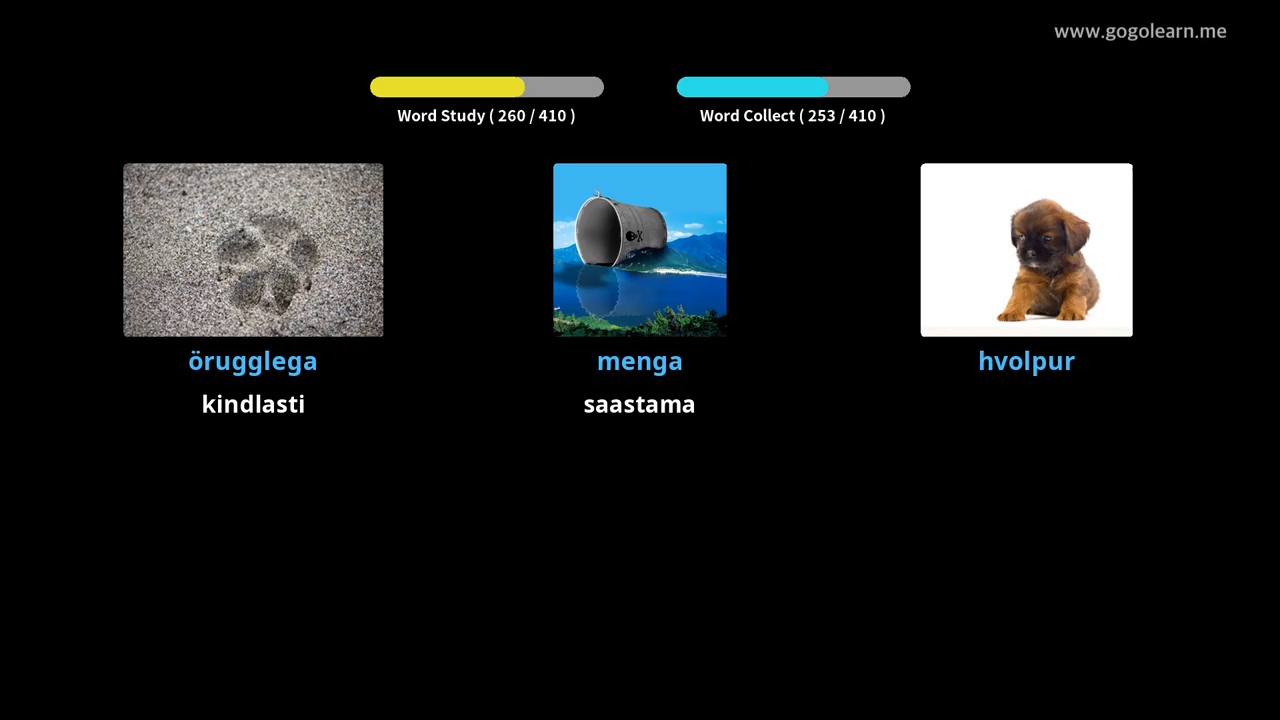 www.gogolearn.me
Word Study ( 260 / 410 )
Word Collect ( 253 / 410 )
örugglega
menga
hvolpur
kindlasti
saastama